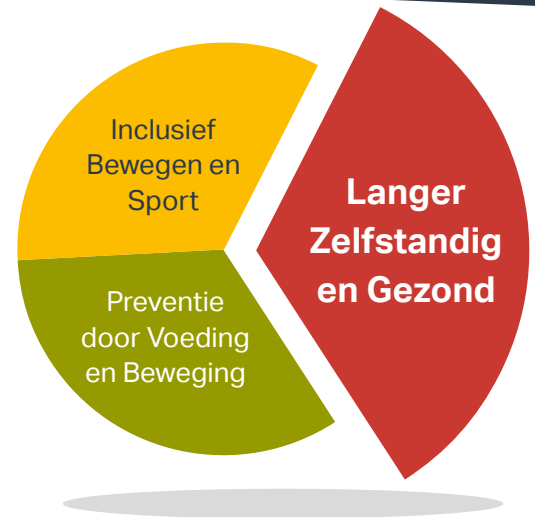 Inclusief
Bewegen en
Sport
Langer
Zelfstandig
en Gezond
Preventie
door Voeding
en Beweging